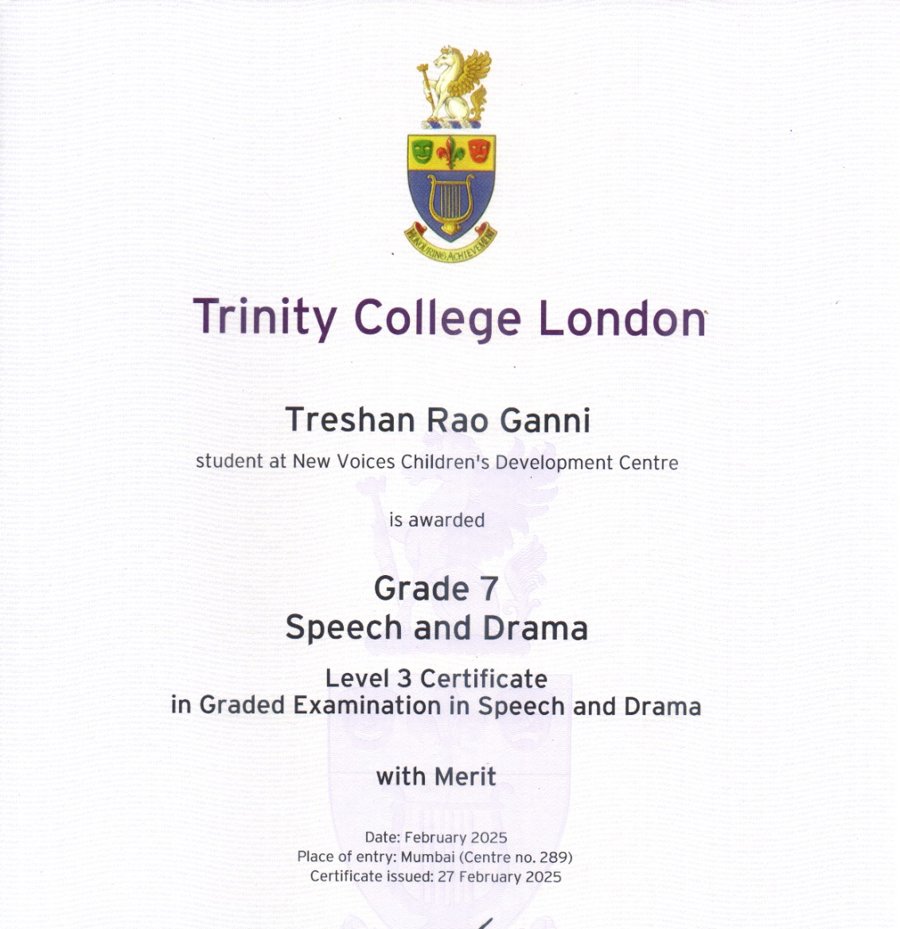 HONOURING ACHIEVEMENT
Trinity College London
Treshan Rao Ganni
student at New Voices Children's Development Centre
is awarded
Grade 7
Speech and Drama
Level 3 Certificate
in Graded Examination in Speech and Drama
with Merit
Date: February 2025
Place of entry: Mumbai (Centre no. 289)
Certificate issued: 27 February 2025